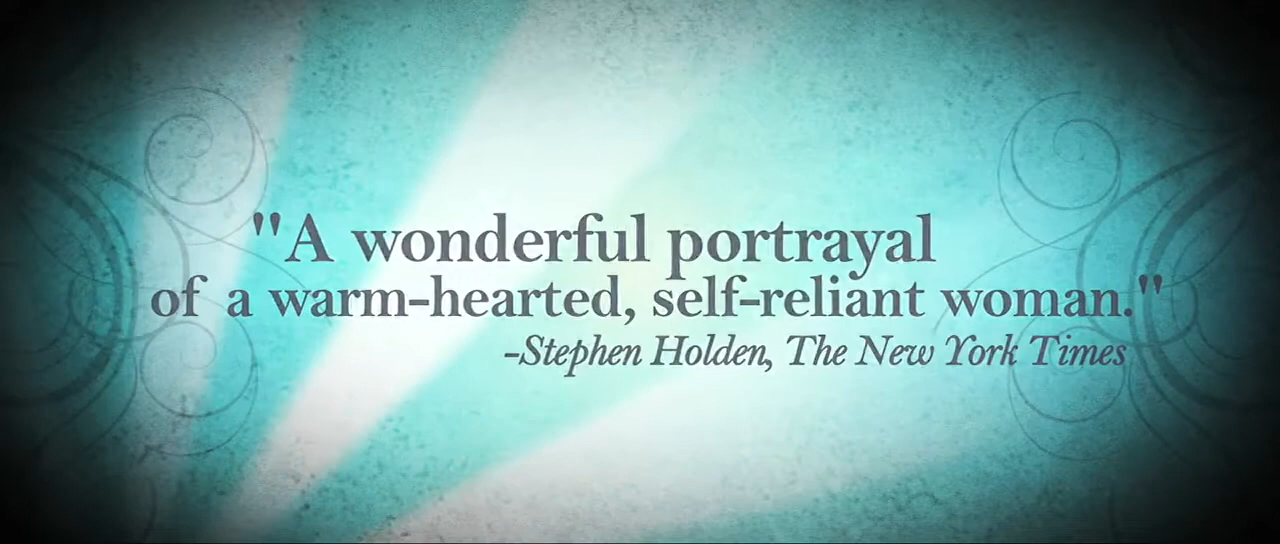 "A wonderful portrayal
of a warm-hearted, self-reliant woman."
-Stephen Holden, The New York Times